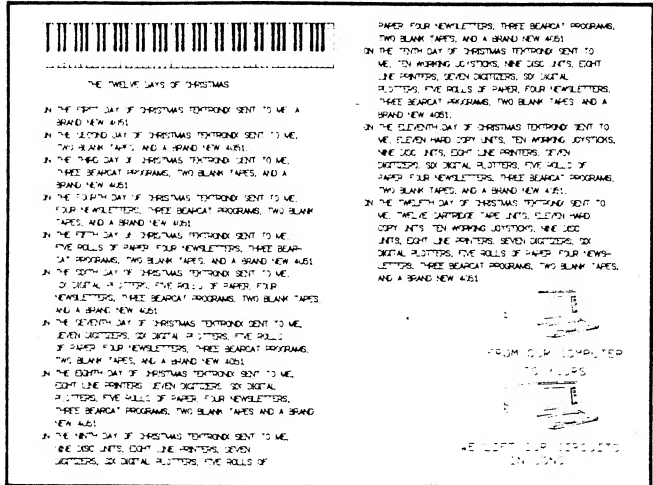 THE TWELVE DAYS OF CHRISTMAS
ON THE FIRST DAY OF CHRISTMAS TEKTRONIX SENT TO ME A
BRAND NEW 4051
ON THE SECOND DAY OF CHRISTMAS TEKTRONIX SENT TO ME,
TWO BLANK TAPES AND A BRAND NEW 4051.
ON THE THIRD DAY OF CHRISTMAS TEKTRONIX SENT TO ME,
THREE BEARCAT PROGRAMS, TWO BLANK TAPES, AND A
BRAND NEW 4051
ON THE FOURTH DAY OF CHRISTMAS TEKTRONIX SENT TO ME,
FOUR NEWSLETTERS, THREE BEARCAT PROGRAMS, TWO BLANK
TAPES, AND A BRAND NEW 4051
ON THE FIFTH DAY OF CHRISTMAS TEKTRONIX SENT TO ME,
FIVE ROLLS OF PAPER FOUR NEWSLETTERS, THREE BEAR-
CAT PROGRAMS, TWO BLANK TAPES, AND A BRAND NEW 4051
ON THE SIXTH DAY OF CHRISTMAS TEKTRONIX SENT TO ME,
SIX DIGITAL PLOTTERS, FIVE ROLLS OF PAPER, FOUR
NEWSLETTERS, THREE BEARCAT PROGRAMS, TWO BLANK TAPES
AND A BRAND NEW 4051
ON THE SEVENTH DAY OF CHRISTMAS TEKTRONIX SENT TO ME,
SEVEN DIGITIZERS, SIX DIGITAL PLOTTERS, FIVE ROLLS
OF PAPER FOUR NEWSLETTERS, THREE BEARCAT PROGRAMS,
TWO BLANK TAPES, AND A BRAND NEW 4051
ON THE EIGHTH DAY OF CHRISTMAS TEKTRONIX SENT TO ME,
EIGHT LINE PRINTERS SEVEN DIGITIZERS SIX DIGITAL
PLOTTERS, FIVE ROLLS OF PAPER, FOUR NEWSLETTERS,
THREE BEARCAT PROGRAMS, TWO BLANK TAPES AND A BRAND
NEW 4051
ON THE NINTH DAY OF CHRISTMAS TEKTRONIX SENT TO ME,
NINE DISC UNITS, EIGHT LINE PRINTERS, SEVEN
DIGITIZERS, SIX DIGITAL PLOTTERS, FIVE ROLLS OF
PAPER FOUR NEWSLETTERS, THREE BEARCAT PROGRAMS,
TWO BLANK TAPES, AND A BRAND NEW 4051
ON THE TENTH DAY OF CHRISTMAS TEKTRONIX SENT TO
ME, TEN WORKING JOYSTICKS, NINE DISC UNITS, EIGHT
LINE PRINTERS, SEVEN DIGITIZERS, SIX DIGITAL
PLOTTERS, FIVE ROLLS OF PAPER, FOUR NEWSLETTERS,
THREE BEARCAT PROGRAMS, TWO BLANK TAPES AND A
BRAND NEW 4051.
ON THE ELEVENTH DAY OF CHRISTMAS TEKTRONIX SENT TO
ME, ELEVEN HARD COPY UNITS, TEN WORKING JOYSTICKS,
NINE DISC UNITS, EIGHT LINE PRINTERS, SEVEN
DIGITIZERS, SIX DIGITAL PLOTTERS, FIVE ROLLS OF
PAPER FOUR NEWSLETTERS, THREE BEARCAT PROGRAMS,
TWO BLANK TAPES, AND A BRAND NEW 4051.
ON THE TWELFTH DAY OF CHRISTMAS TEKTRONIX SENT TO
ME, TWELVE CARTRIDGE TAPE UNITS, ELEVEN HARD
COPY UNITS TEN WORKING JOYSTICKS, NINE DISC
UNITS, EIGHT LINE PRINTERS, SEVEN DIGITIZERS, SIX
DIGITAL PLOTTERS, FIVE ROLLS OF PAPER FOUR NEWS-
LETTERS, THREE BEARCAT PROGRAMS, TWO BLANK TAPES,
AND A BRAND NEW 4051
FROM OUR COMPUTER
TO YOURS
WE LIFT OUR CIRCUITS
IN SONG